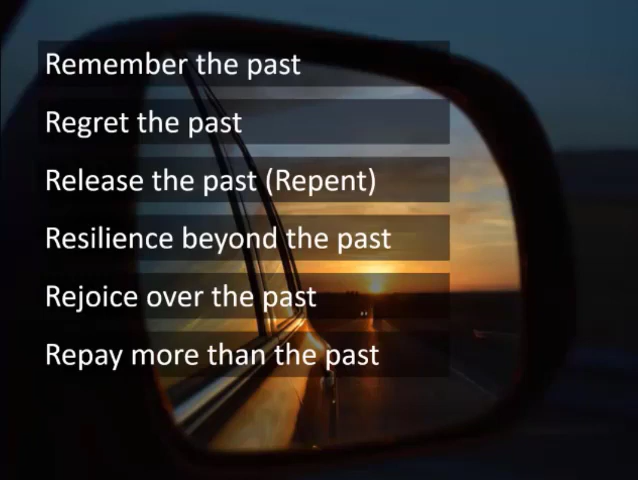 Remember the past
Regret the past
Release the past (Repent)
Resilience beyond the past
Rejoice over the past
Repay more than the past